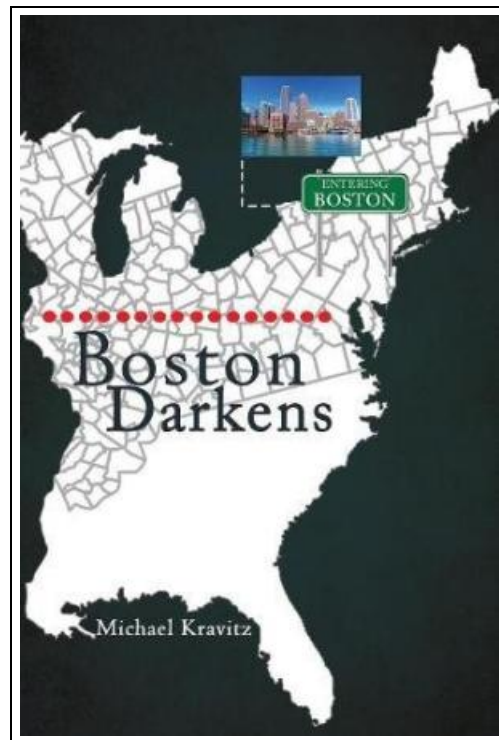 ENTERING
BOSTON
Boston
Darkens
Michael Kravitz